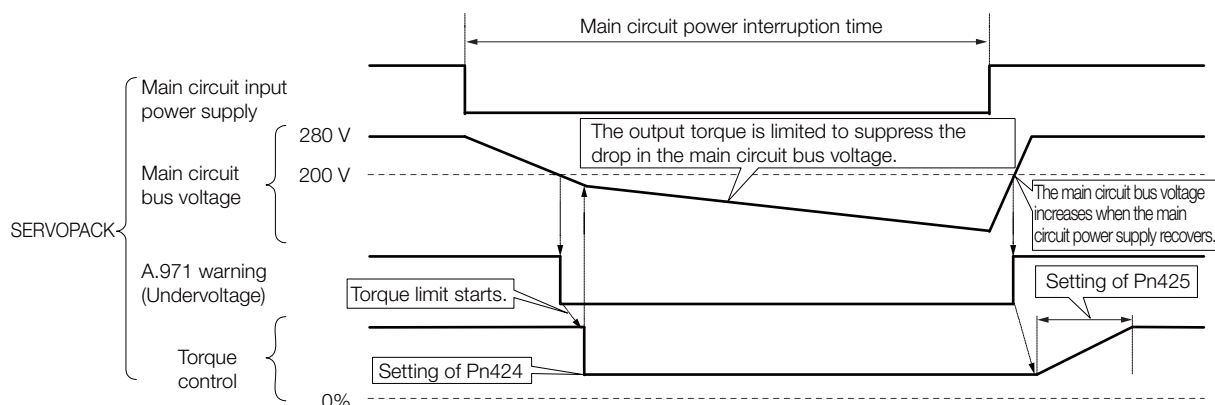 Main circuit power interruption time
Main circuit input
power supply
280 V
The output torque is limited to suppress the
drop in the main circuit bus voltage.
Main circuit
bus voltage
200 V
The main circuit bus voltage
increases when the main
circuit power supply recovers.
SERVOPACK
A.971 warning
(Undervoltage)
Torque limit starts.
Setting of Pn425
Torque
control
Setting of Pn424
0%